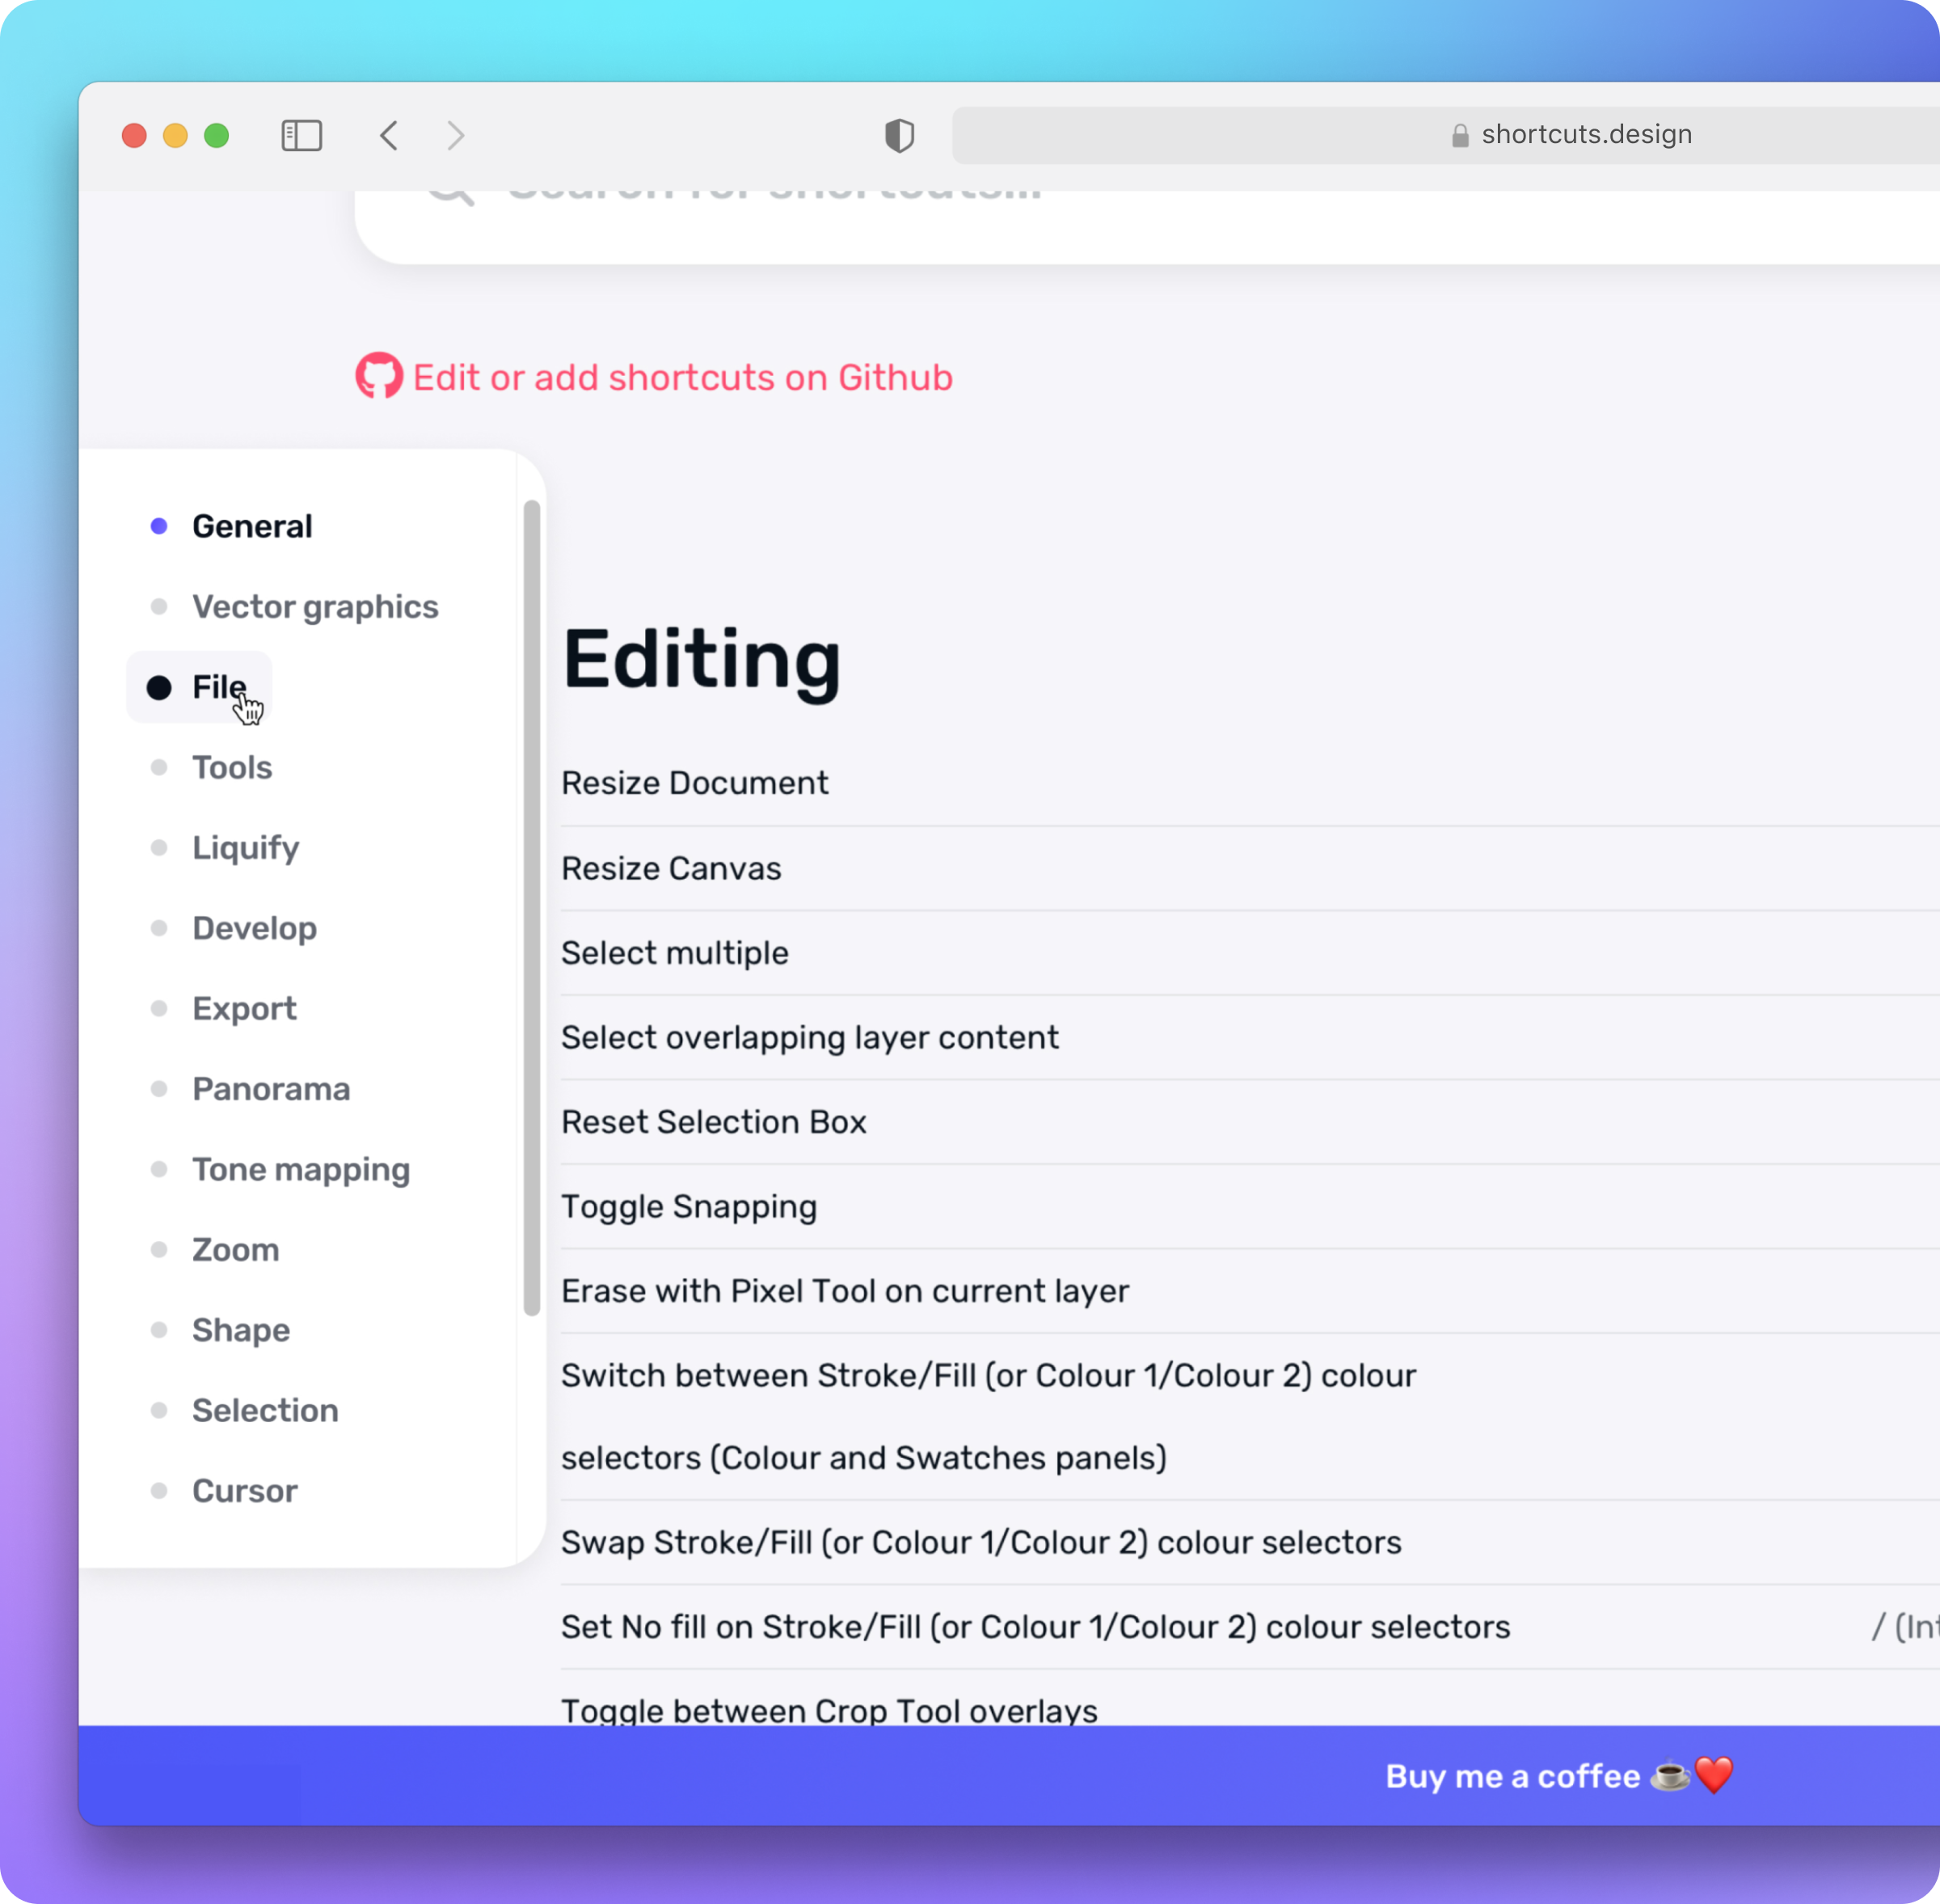 shortcuts.design
Search for shortcuts...
Edit or add shortcuts on Github
General
Vector graphics
File
Tools
Liquify
Develop
Export
Panorama
Tone mapping
Zoom
Shape
Selection
Cursor
Editing
Resize Document
Resize Canvas
Select multiple
Select overlapping layer content
Reset Selection Box
Toggle Snapping
Erase with Pixel Tool on current layer
Switch between Stroke/Fill (or Colour 1/Colour 2) colour
selectors (Colour and Swatches panels)
Swap Stroke/Fill (or Colour 1/Colour 2) colour selectors
Set No fill on Stroke/Fill (or Colour 1/Colour 2) colour selectors
/
Toggle between Crop Tool overlays
Buy me a coffee ☕❤️